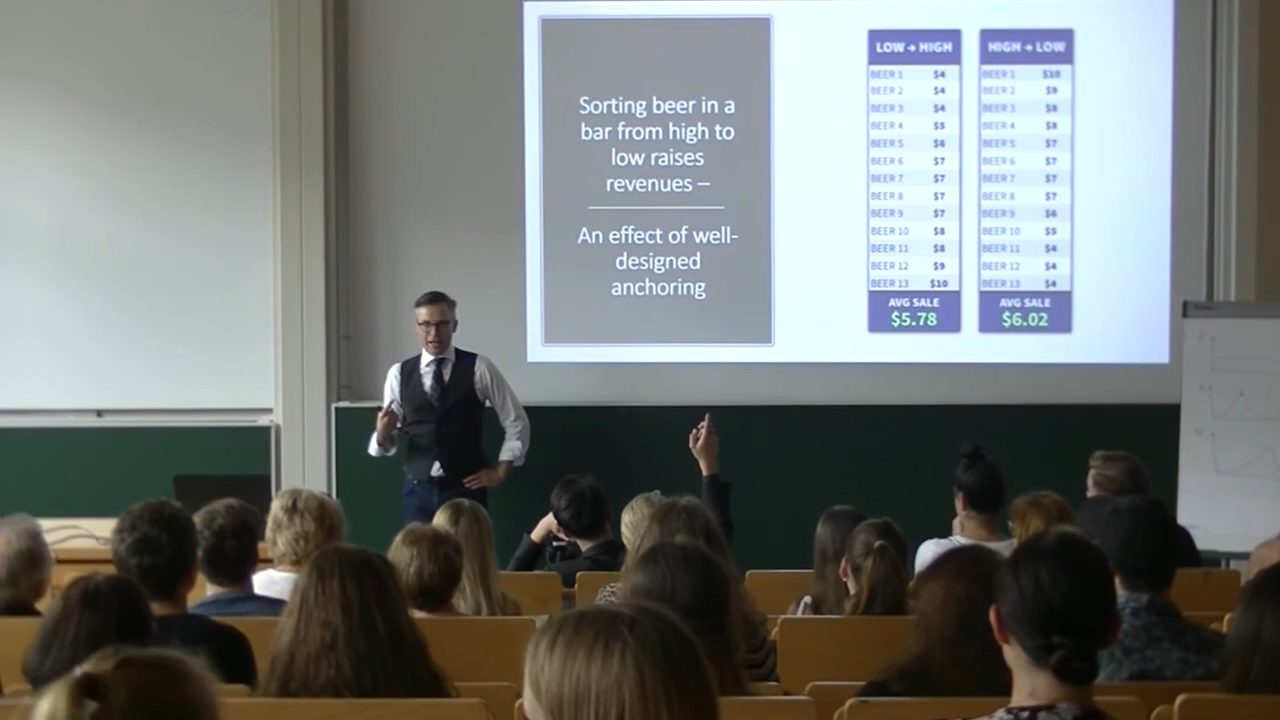 Sorting beer in a
bar from high to
low raises
revenues –
An effect of well-
designed
anchoring
LOW → HIGH
BEER 1 $4
BEER 2 $4
BEER 3 $4
BEER 4 $5
BEER 5 $6
BEER 6 $7
BEER 7 $7
BEER 8 $7
BEER 9 $7
BEER 10 $8
BEER 11 $8
BEER 12 $9
BEER 13 $10
AVG SALE
$5.78
HIGH → LOW
BEER 1 $10
BEER 2 $9
BEER 3 $8
BEER 4 $8
BEER 5 $7
BEER 6 $7
BEER 7 $7
BEER 8 $7
BEER 9 $6
BEER 10 $5
BEER 11 $4
BEER 12 $4
BEER 13 $4
AVG SALE
$6.02